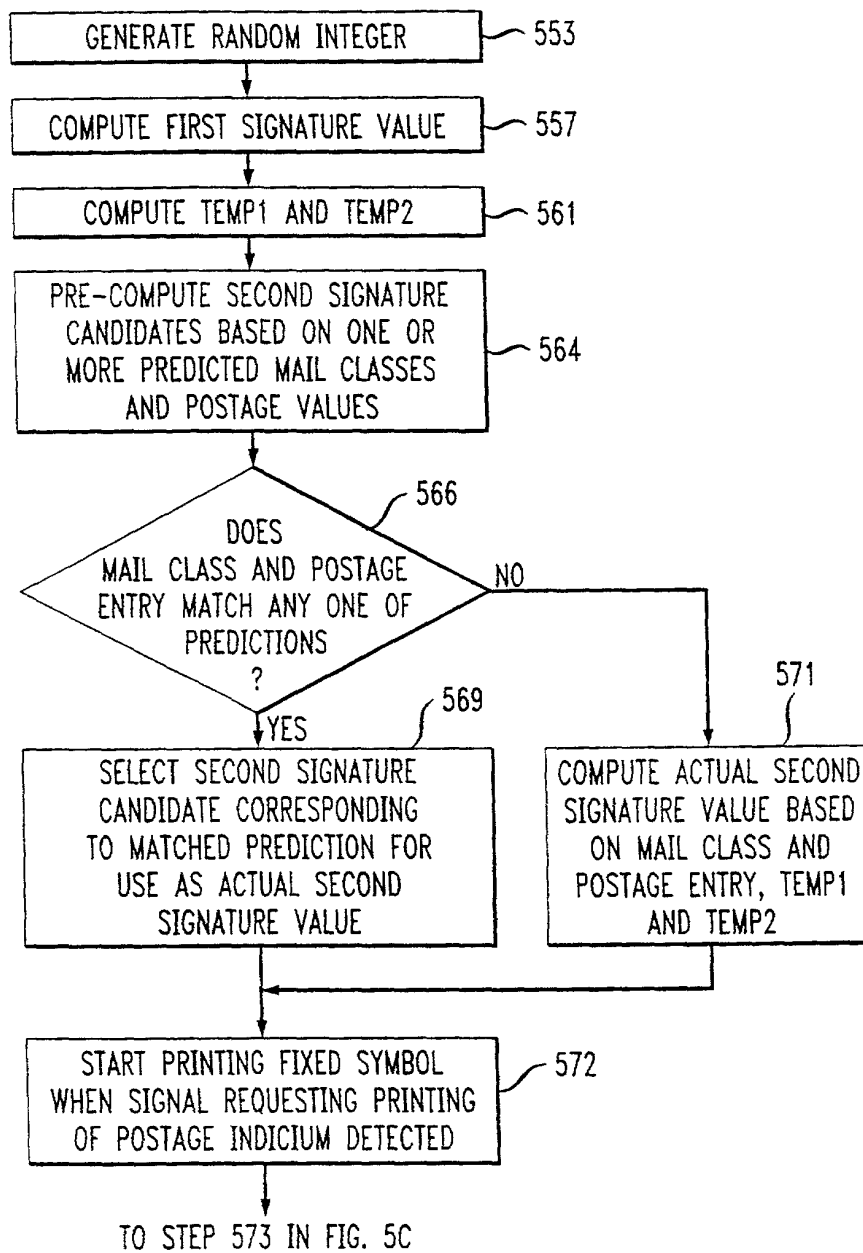 GENERATE RANDOM INTEGER
553
COMPUTE FIRST SIGNATURE VALUE
557
COMPUTE TEMP1 AND TEMP2
561
PRE-COMPUTE SECOND SIGNATURE
CANDIDATES BASED ON ONE OR
MORE PREDICTED MAIL CLASSES
AND POSTAGE VALUES
564
566
DOES
MAIL CLASS AND POSTAGE
ENTRY MATCH ANY ONE OF
PREDICTIONS
?
NO
YES
569
SELECT SECOND SIGNATURE
CANDIDATE CORRESPONDING
TO MATCHED PREDICTION FOR
USE AS ACTUAL SECOND
SIGNATURE VALUE
571
COMPUTE ACTUAL SECOND
SIGNATURE VALUE BASED
ON MAIL CLASS AND
POSTAGE ENTRY, TEMP1
AND TEMP2
START PRINTING FIXED SYMBOL
WHEN SIGNAL REQUESTING PRINTING
OF POSTAGE INDICIUM DETECTED
572
TO STEP 573 IN FIG. 5C